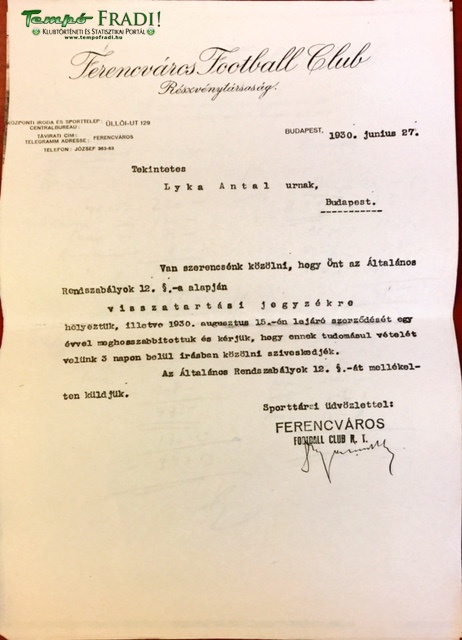 Tempó FRADI!
KLUBTÖRTÉNETI ÉS STATISZTIKAI PORTÁL
www.tempofradi.hu
Ferencváros Football Club
Részvénytársaság.
KÖZPONTI IRODA ÉS SPORTTELEP: ÜLLŐI-UT 129
CENTRALBUREAU:
TÁVIRATI CIM: FERENCVÁROS
TELEGRAMM ADRESSE:
TELEFON: JÓZSEF
BUDAPEST, 1930. junius 27.
Tekintetes
Lyka Antal urnak,
Budapest.
Van szerencsénk közölni, hogy Önt az Általános
Rendszabályok 12. §.-a alapján
visszatartási jegyzékre
helyeztük, illetve 1930. augusztus 15.-én lejáró szerződését egy
évvel meghosszabbitottuk és kérjük, hogy ennek tudomásul vételét
velünk 3 napon belül irásban közölni sziveskedjék.
Az Általános Rendszabályok 12. §.-át mellékel-
ten küldjük.
Sporttársi üdvözlettel:
FERENCVÁROS
FOOTBALL CLUB R. T.